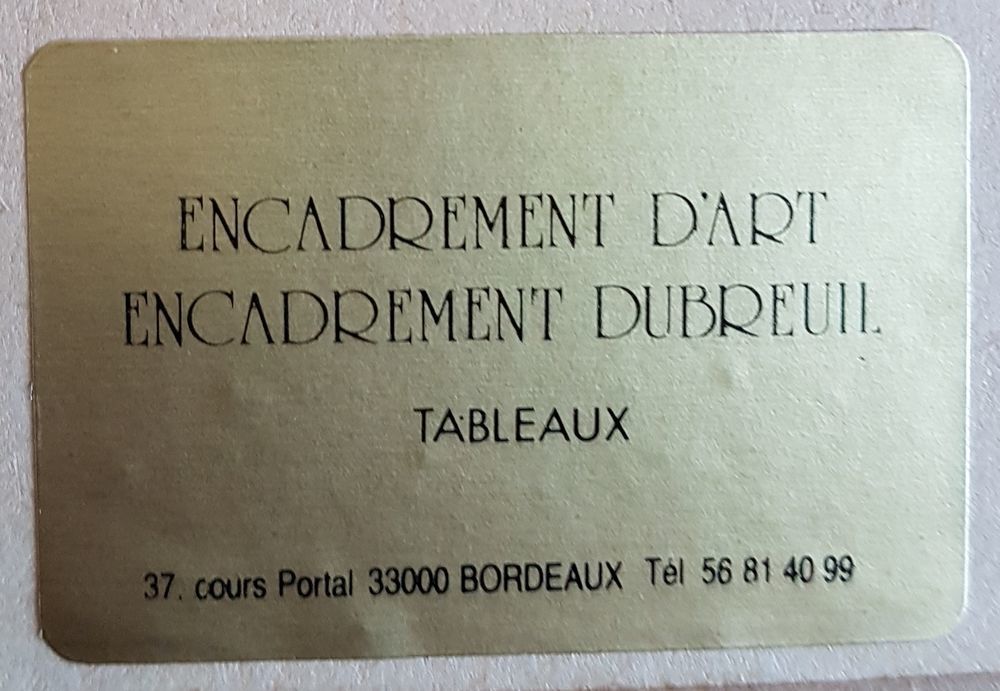 ENCADREMENT D'ART
ENCADREMENT DUBREUIL
TABLEAUX
37. cours Portal 33000 BORDEAUX Tél 56 81 40 99